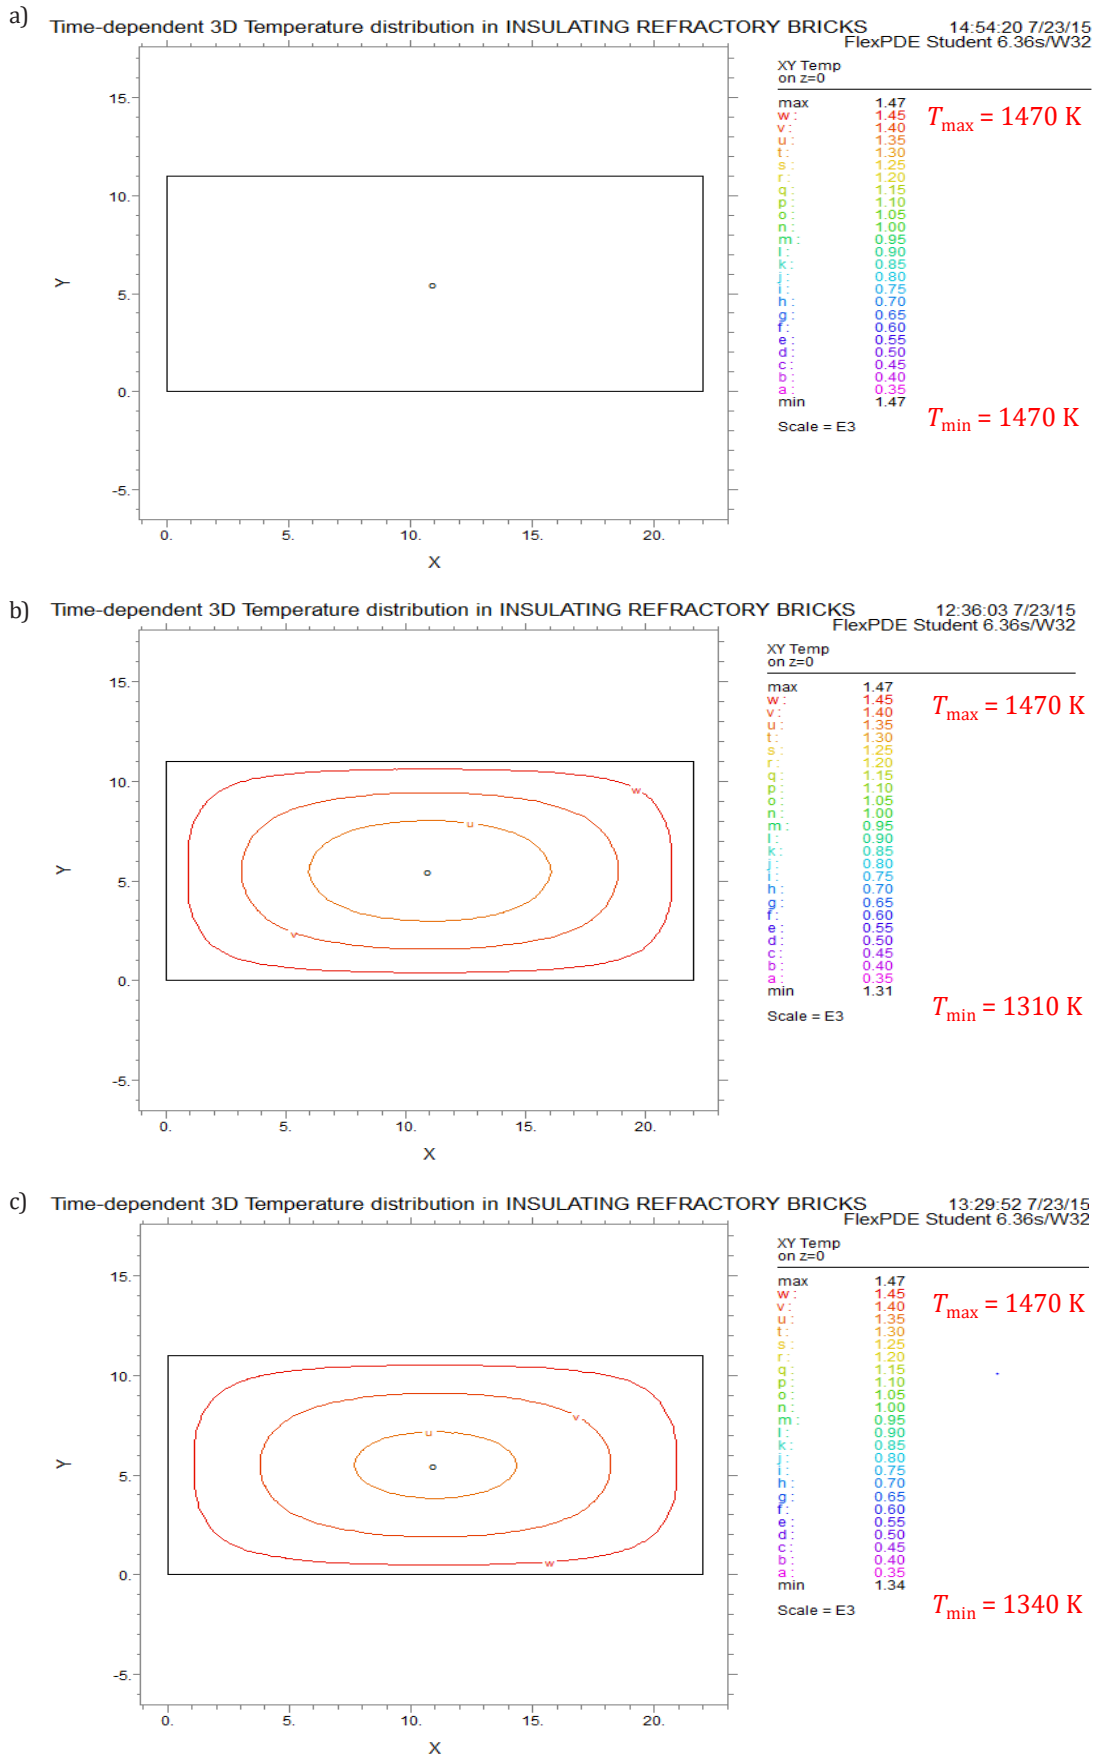 a)
Time-dependent 3D Temperature distribution in INSULATING REFRACTORY BRICKS 14:54:20 7/23/15
FlexPDE Student 6.36s/W32
XY Temp
on z=0
max 1.47
w : 1.45
v : 1.40
u : 1.35
t : 1.30
s : 1.25
r : 1.20
q : 1.15
p : 1.10
o : 1.05
n : 1.00
m : 0.95
l : 0.90
k : 0.85
j : 0.80
i : 0.75
h : 0.70
g : 0.65
f : 0.60
e : 0.55
d : 0.50
c : 0.45
b : 0.40
a : 0.35
min 1.47
Scale = E3
Tmax = 1470 K
Tmin = 1470 K
15.
10.
5.
0.
-5.
Y
o
0. 5. 10. 15. 20.
X
b)
Time-dependent 3D Temperature distribution in INSULATING REFRACTORY BRICKS 12:36:03 7/23/15
FlexPDE Student 6.36s/W32
XY Temp
on z=0
max 1.47
w : 1.45
v : 1.40
u : 1.35
t : 1.30
s : 1.25
r : 1.20
q : 1.15
p : 1.10
o : 1.05
n : 1.00
m : 0.95
l : 0.90
k : 0.85
j : 0.80
i : 0.75
h : 0.70
g : 0.65
f : 0.60
e : 0.55
d : 0.50
c : 0.45
b : 0.40
a : 0.35
min 1.31
Scale = E3
Tmax = 1470 K
Tmin = 1310 K
15.
10.
5.
0.
-5.
Y
w
u
o
v
0. 5. 10. 15. 20.
X
c)
Time-dependent 3D Temperature distribution in INSULATING REFRACTORY BRICKS 13:29:52 7/23/15
FlexPDE Student 6.36s/W32
XY Temp
on z=0
max 1.47
w : 1.45
v : 1.40
u : 1.35
t : 1.30
s : 1.25
r : 1.20
q : 1.15
p : 1.10
o : 1.05
n : 1.00
m : 0.95
l : 0.90
k : 0.85
j : 0.80
i : 0.75
h : 0.70
g : 0.65
f : 0.60
e : 0.55
d : 0.50
c : 0.45
b : 0.40
a : 0.35
min 1.34
Scale = E3
Tmax = 1470 K
Tmin = 1340 K
15.
10.
5.
0.
-5.
Y
v
u
o
w
0. 5. 10. 15. 20.
X